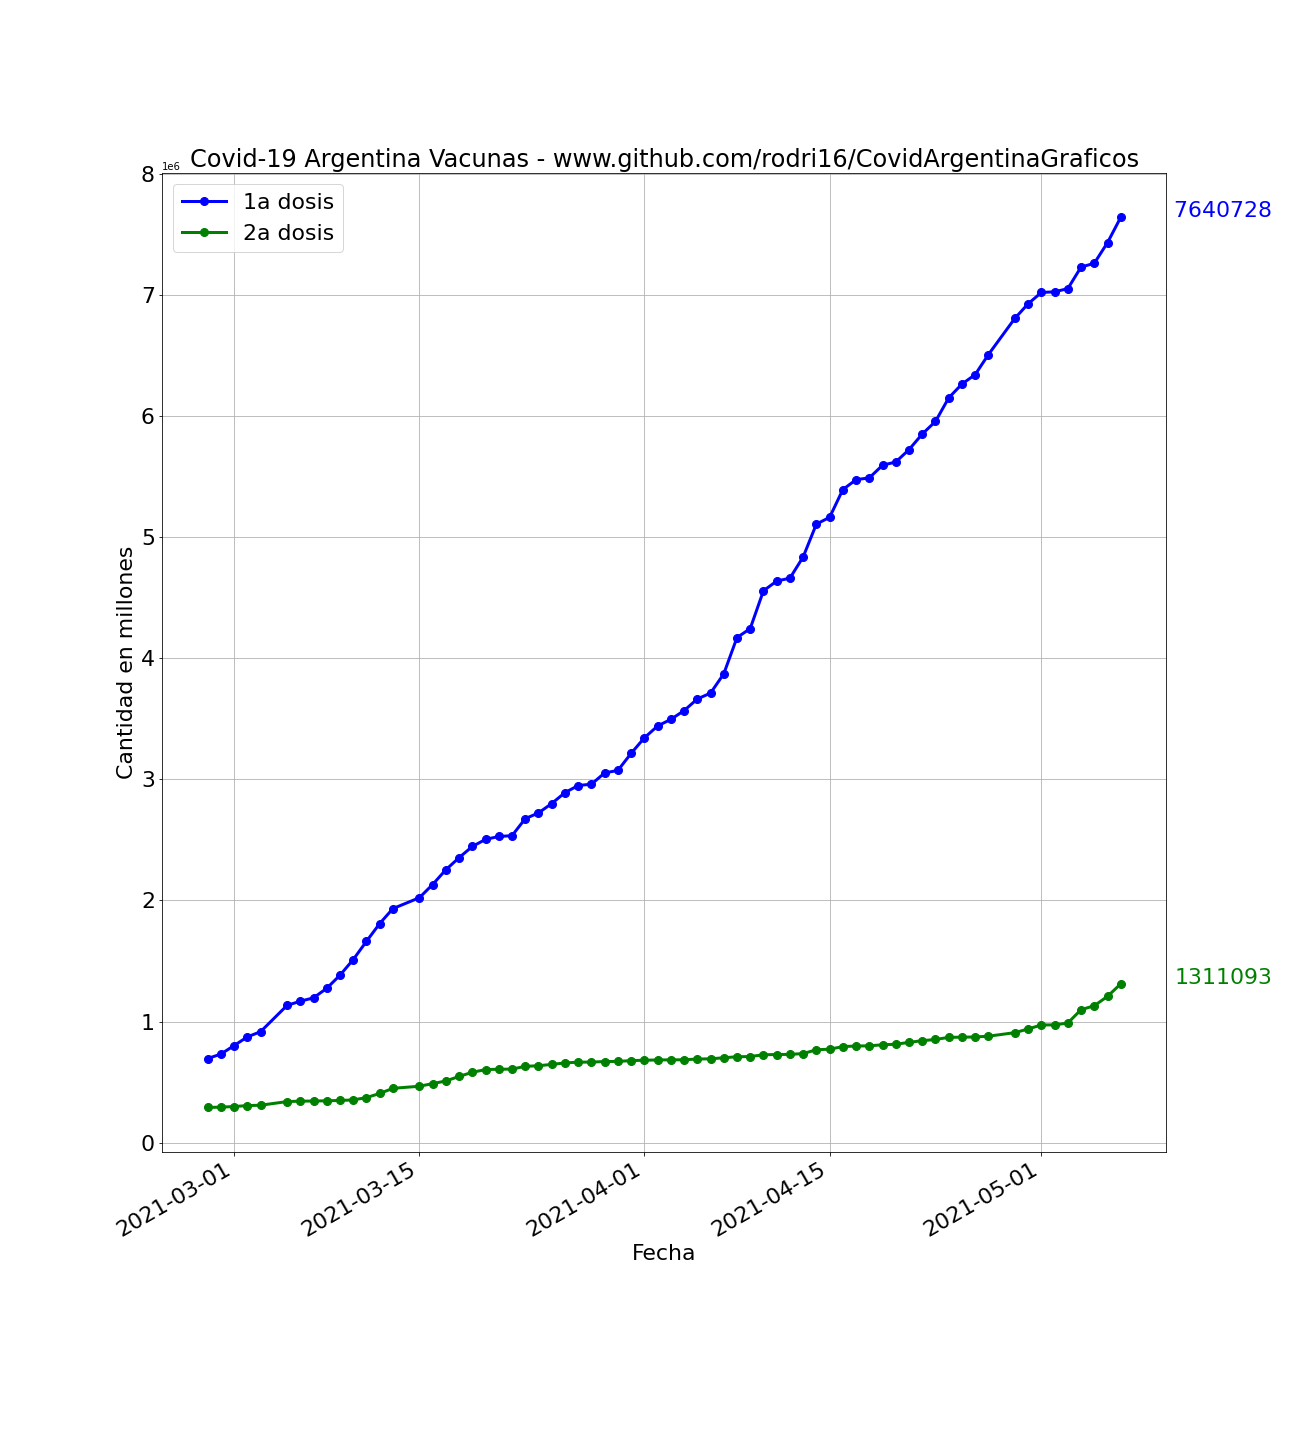 Covid-19 Argentina Vacunas - www.github.com/rodri16/CovidArgentinaGraficos
1e6
8
7
6
5
4
3
2
1
0
Cantidad en millones
1a dosis
2a dosis
7640728
1311093
2021-03-01
2021-03-15
2021-04-01
2021-04-15
2021-05-01
Fecha